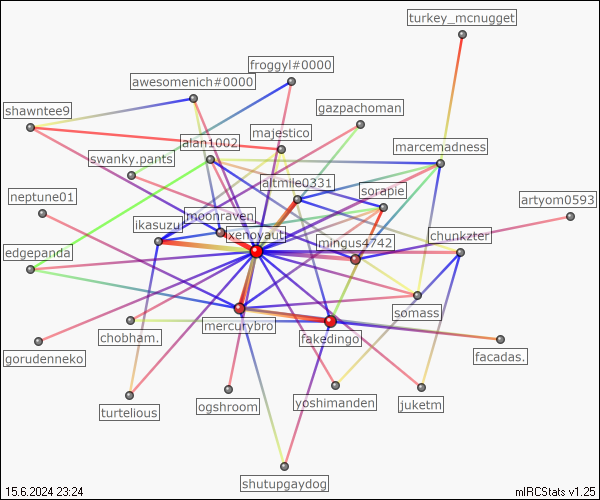 turkey_mcnugget
froggyl#0000
awesomenich#0000
shawntee9
gazpachoman
majestico
alan1002
marcemadness
swanky.pants
altmile0331
sorapie
neptune01
artyom0593
moonraven
ikasuzu
xenoyaut
chunkzter
mingus4742
edgepanda
somass
mercurybro
chobham.
fakedingo
gorudenneko
facadas.
yoshimanden
juketm
ogshroom
turtelious
shutupgaydog
15.6.2024 23:24
mIRCStats v1.25